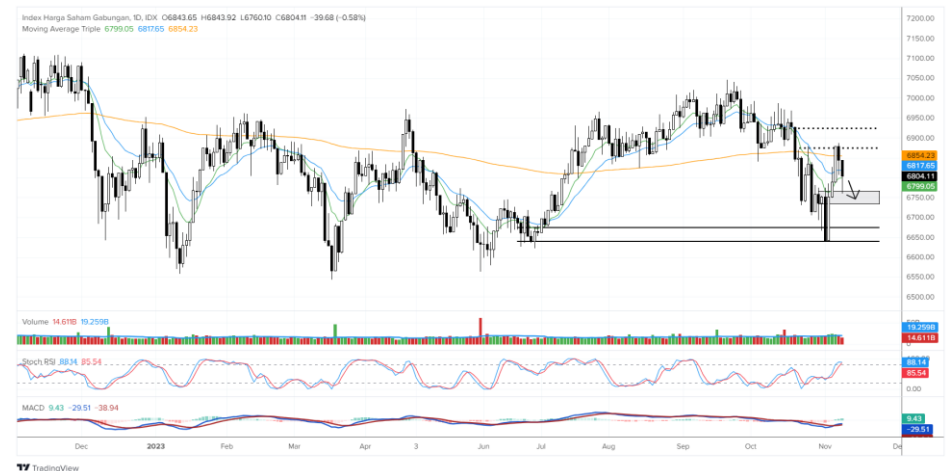 Index Harga Saham Gabungan, 1D, IDX O6843.65 H6843.92 L6760.10 C6804.11 -39.68 (-0.58%)
Moving Average Triple 6799.05 6817.65 6854.23
7200.00
7150.00
7100.00
7050.00
7000.00
6950.00
6900.00
6854.23
6817.65
6804.11
6799.05
6750.00
6700.00
6650.00
6600.00
6550.00
6500.00
Volume 14.611B 19.259B
19.259B
14.611B
Stoch RSI 88.14 85.54
88.14
85.54
0.00
MACD 9.43 -29.51 -38.94
9.43
-29.51
Dec 2023 Feb Mar Apr 3 Jun Jul Aug Sep Oct Nov De
TradingView